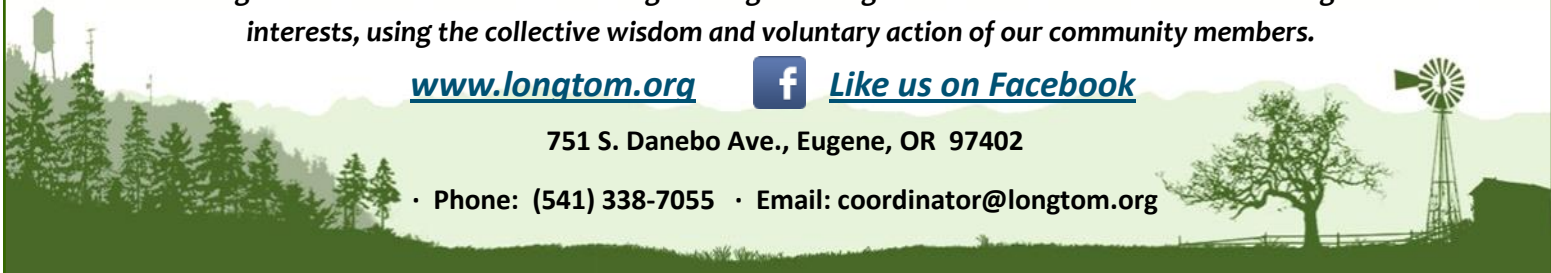 interests, using the collective wisdom and voluntary action of our community members.
www.longtom.org f Like us on Facebook
751 S. Danebo Ave., Eugene, OR 97402
· Phone: (541) 338-7055 · Email: coordinator@longtom.org